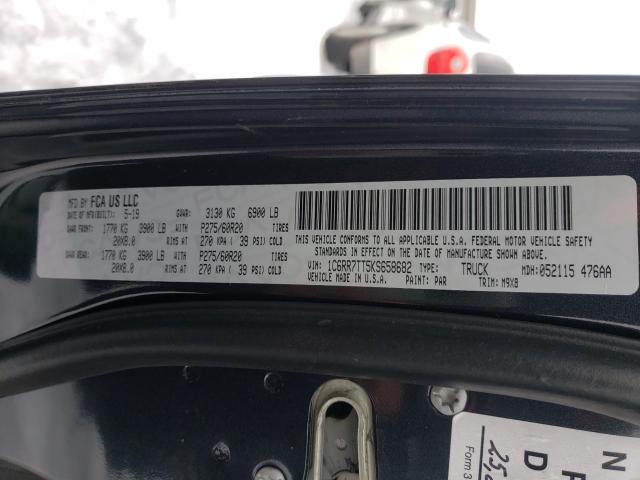 MFD BY FCA US LLC
DATE OF MFR(BUILT): 5-19 GVWR: 3130 KG 6900 LB
GAWR FRONT: 1770 KG 3900 LB WITH P275/60R20 TIRES
20X8.0 RIMS AT 270 KPA ( 39 PSI) COLD
GAWR REAR: 1770 KG 3900 LB WITH P275/60R20 TIRES
20X8.0 RIMS AT 270 KPA ( 39 PSI) COLD
THIS VEHICLE CONFORMS TO ALL APPLICABLE U.S.A. FEDERAL MOTOR VEHICLE SAFETY
STANDARDS IN EFFECT ON THE DATE OF MANUFACTURE SHOWN ABOVE.
VIN: 1C6RR7TT5KS658682 TYPE: TRUCK MDH: 052115 476AA
VEHICLE MADE IN U.S.A. PAINT: PAR TRIM: M9X8
N
D
Form 3